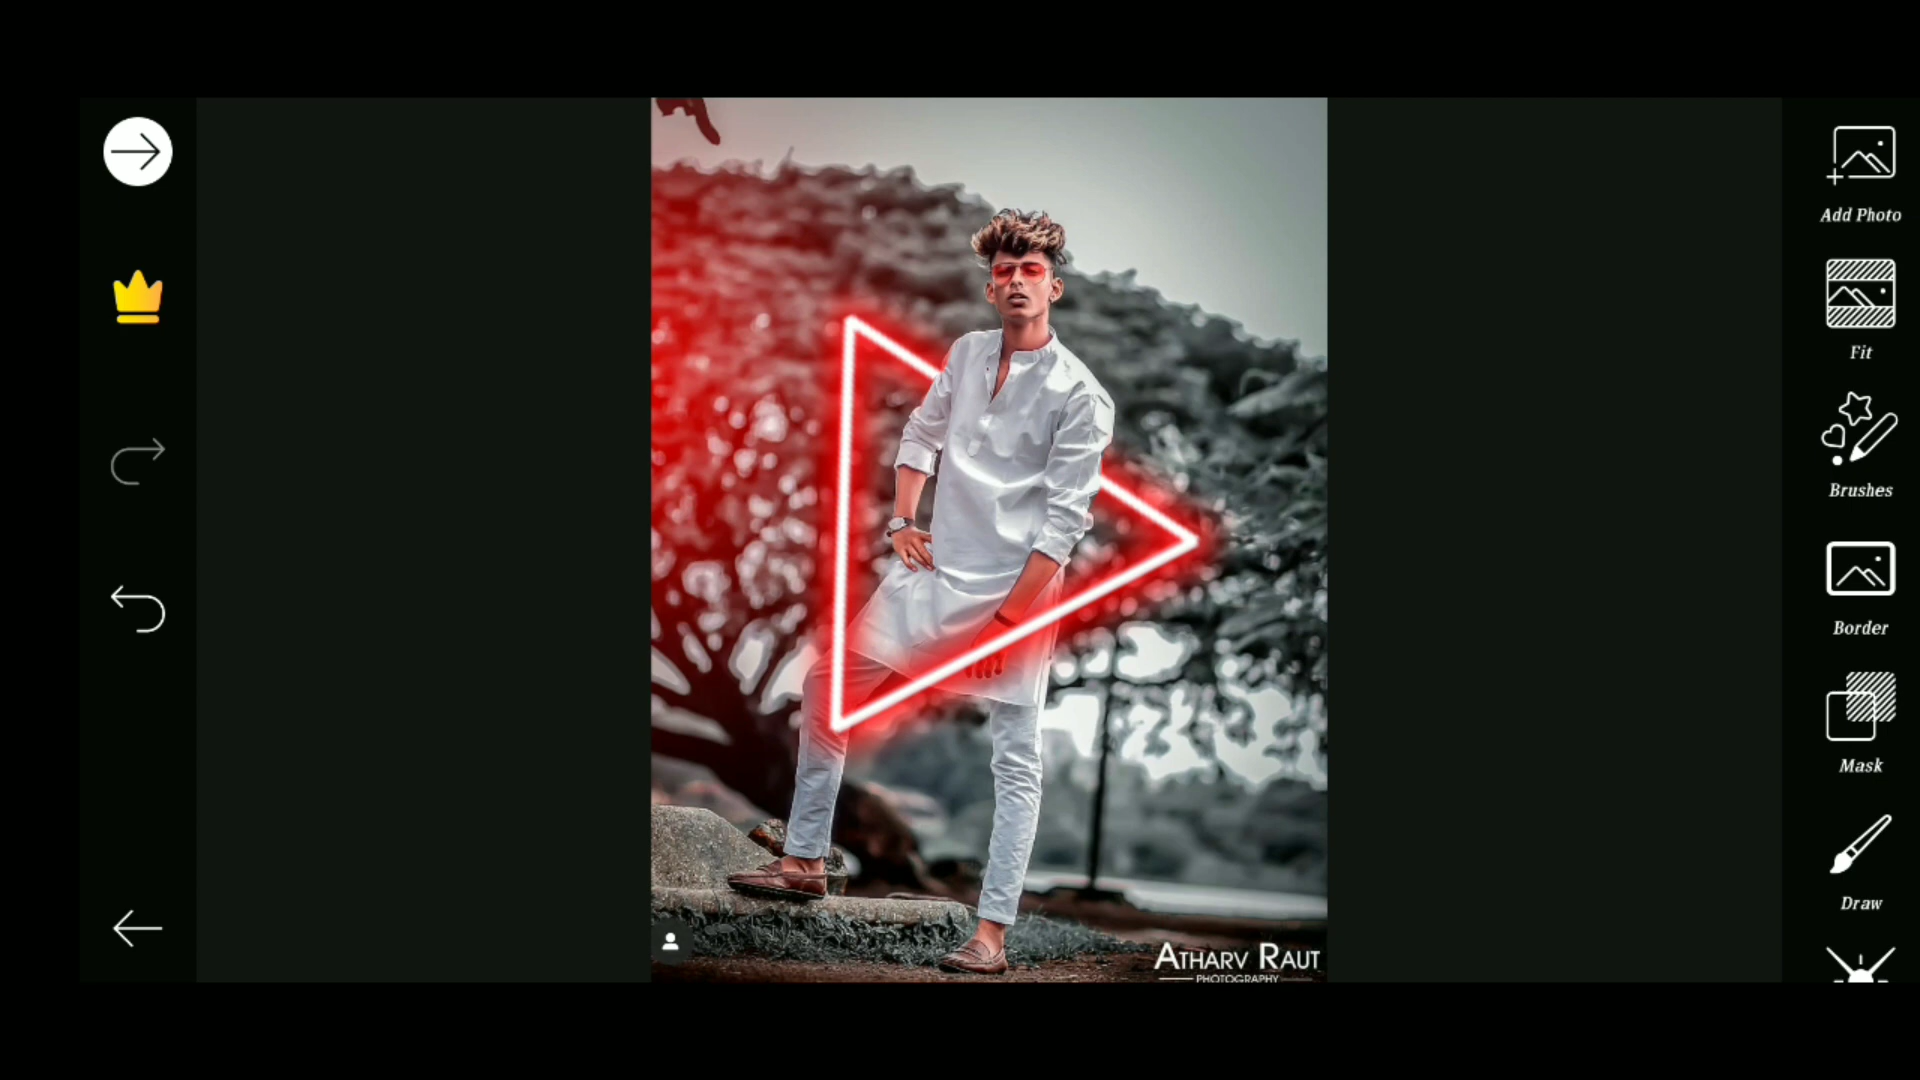 Add Photo
Fit
Brushes
Border
Mask
Draw
ATHARV RAUT
PHOTOGRAPHY